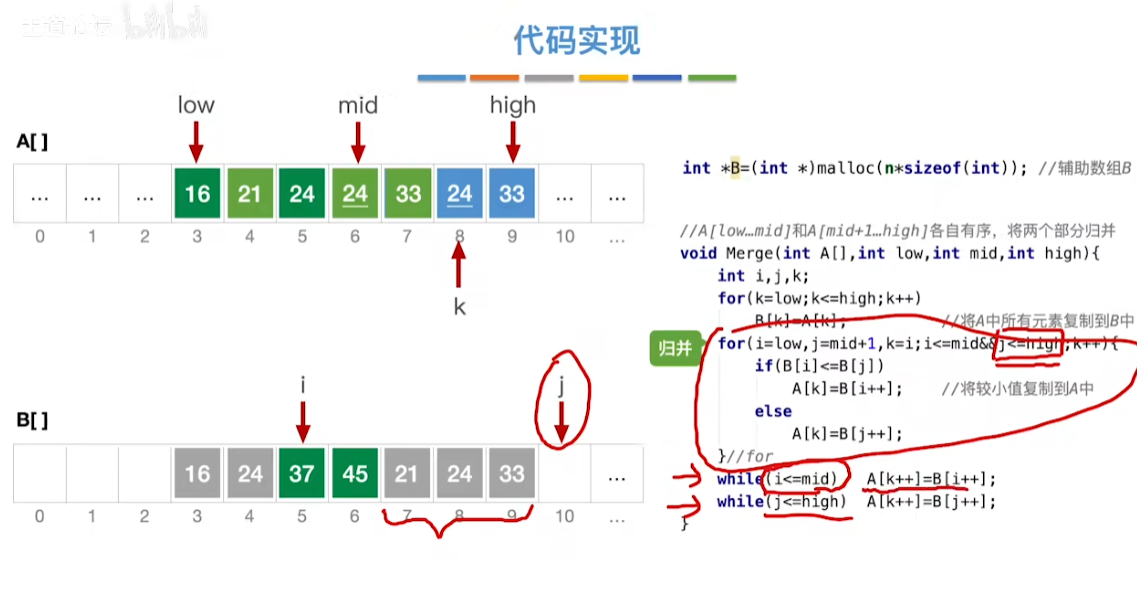 王道论坛 bilibili
代码实现
low mid high
A[ ]
... ... ... 16 21 24 24 33 24 33 ... ...
0 1 2 3 4 5 6 7 8 9 10 ...
k
i j
B[ ]
16 24 37 45 21 24 33 ...
0 1 2 3 4 5 6 7 8 9 10 ...
int *B=(int *)malloc(n*sizeof(int)); //辅助数组B
//A[low…mid]和A[mid+1…high]各自有序，将两个部分归并
void Merge(int A[],int low,int mid,int high){
int i,j,k;
for(k=low;k<=high;k++)
B[k]=A[k]; //将A中所有元素复制到B中
归并
for(i=low,j=mid+1,k=i;i<=mid&&j<=high;k++){
if(B[i]<=B[j])
A[k]=B[i++]; //将较小值复制到A中
else
A[k]=B[j++];
}//for
while(i<=mid) A[k++]=B[i++];
while(j<=high) A[k++]=B[j++];
}